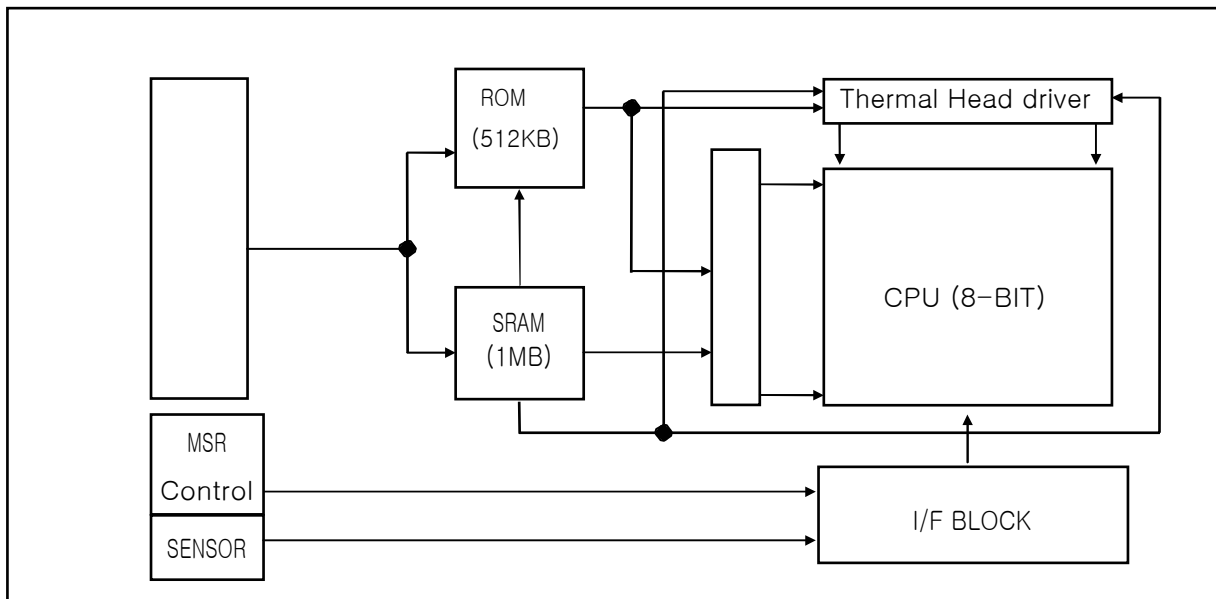 ROM
(512KB)
Thermal Head driver
CPU (8-BIT)
SRAM
(1MB)
MSR
Control
SENSOR
I/F BLOCK